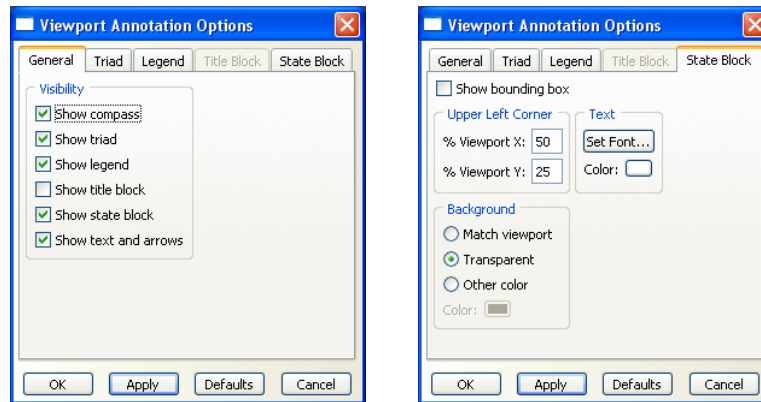 Viewport Annotation Options
General Triad Legend Title Block State Block
Visibility
Show compass
Show triad
Show legend
Show title block
Show state block
Show text and arrows
OK Apply Defaults Cancel
Viewport Annotation Options
General Triad Legend Title Block State Block
Show bounding box
Upper Left Corner Text
% Viewport X: 50 Set Font...
% Viewport Y: 25 Color:
Background
Match viewport
Transparent
Other color
Color:
OK Apply Defaults Cancel